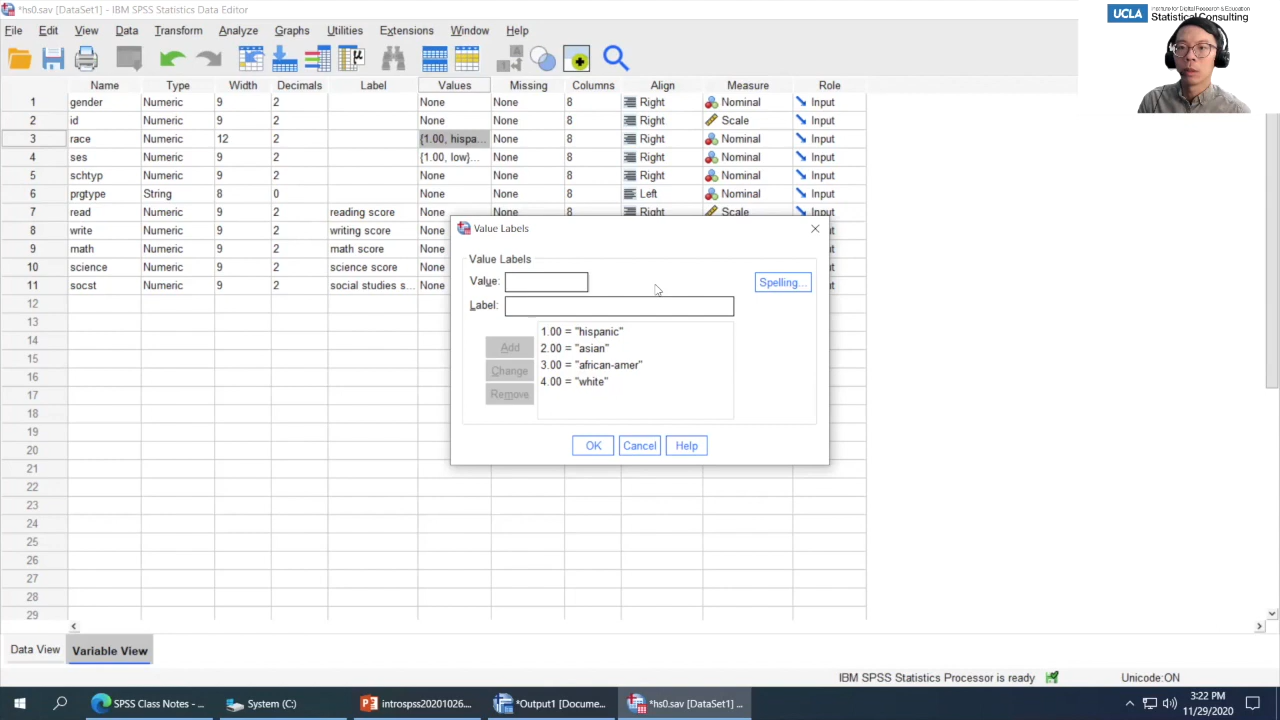 *hs0.sav [DataSet1] - IBM SPSS Statistics Data Editor
UCLA Institute for Digital Research & Education
Statistical Consulting
File Edit View Data Transform Analyze Graphs Utilities Extensions Window Help
Name Type Width Decimals Label Values Missing Columns Align Measure Role
1 gender Numeric 9 2 None None 8 Right Nominal Input
2 id Numeric 9 2 None None 8 Right Scale Input
3 race Numeric 12 2 {1.00, hispa... None 8 Right Nominal Input
4 ses Numeric 9 2 {1.00, low}... None 8 Right Nominal Input
5 schtyp Numeric 9 2 None None 8 Right Nominal Input
6 prgtype String 8 0 None None 8 Left Nominal Input
7 read Numeric 9 2 reading score None None 8 Right Scale Input
8 write Numeric 9 2 writing score None
9 math Numeric 9 2 math score None
10 science Numeric 9 2 science score None
11 socst Numeric 9 2 social studies s... None
12
13
14
15
16
17
18
19
20
21
22
23
24
25
26
27
28
29
Value Labels
Value Labels
Value:
Spelling...
Label:
1.00 = "hispanic"
2.00 = "asian"
3.00 = "african-amer"
4.00 = "white"
Add
Change
Remove
OK Cancel Help
Data View Variable View
IBM SPSS Statistics Processor is ready Unicode:ON
SPSS Class Notes - ... System (C:) introspss20201026... *Output1 [Docume... *hs0.sav [DataSet1] ...
3:22 PM
11/29/2020